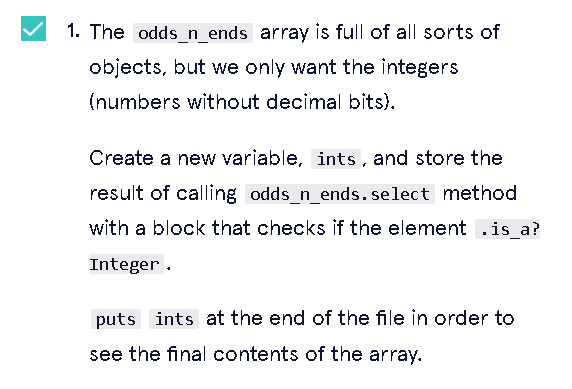 1. The odds_n_ends array is full of all sorts of
objects, but we only want the integers
(numbers without decimal bits).
Create a new variable, ints, and store the
result of calling odds_n_ends.select method
with a block that checks if the element .is_a?
Integer.
puts ints at the end of the file in order to
see the final contents of the array.